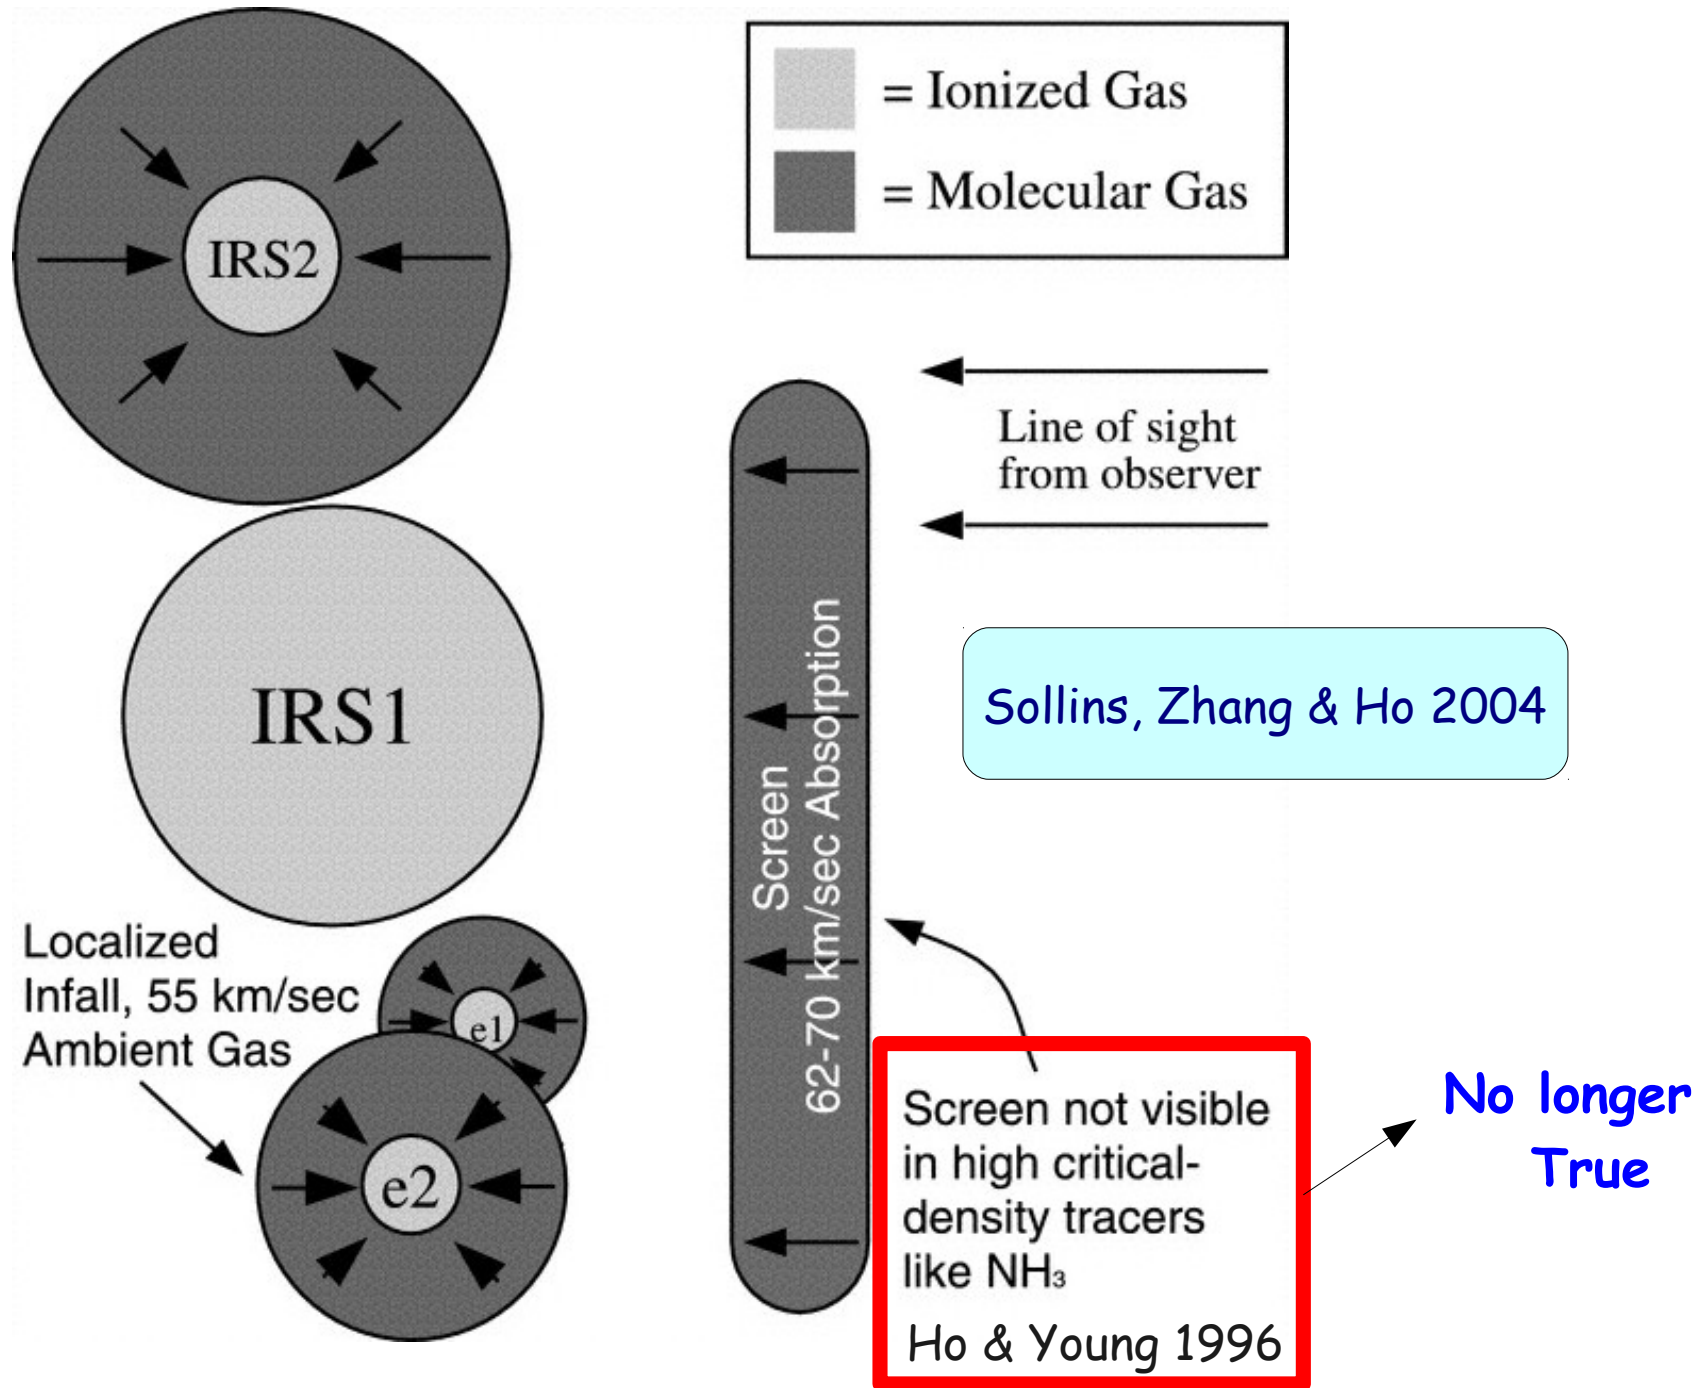 = Ionized Gas
= Molecular Gas
IRS2
Line of sight
from observer
IRS1
Sollins, Zhang & Ho 2004
Screen
62-70 km/sec Absorption
Localized
Infall, 55 km/sec
Ambient Gas
e1
e2
Screen not visible
in high critical-
density tracers
like NH₃
Ho & Young 1996
No longer
True